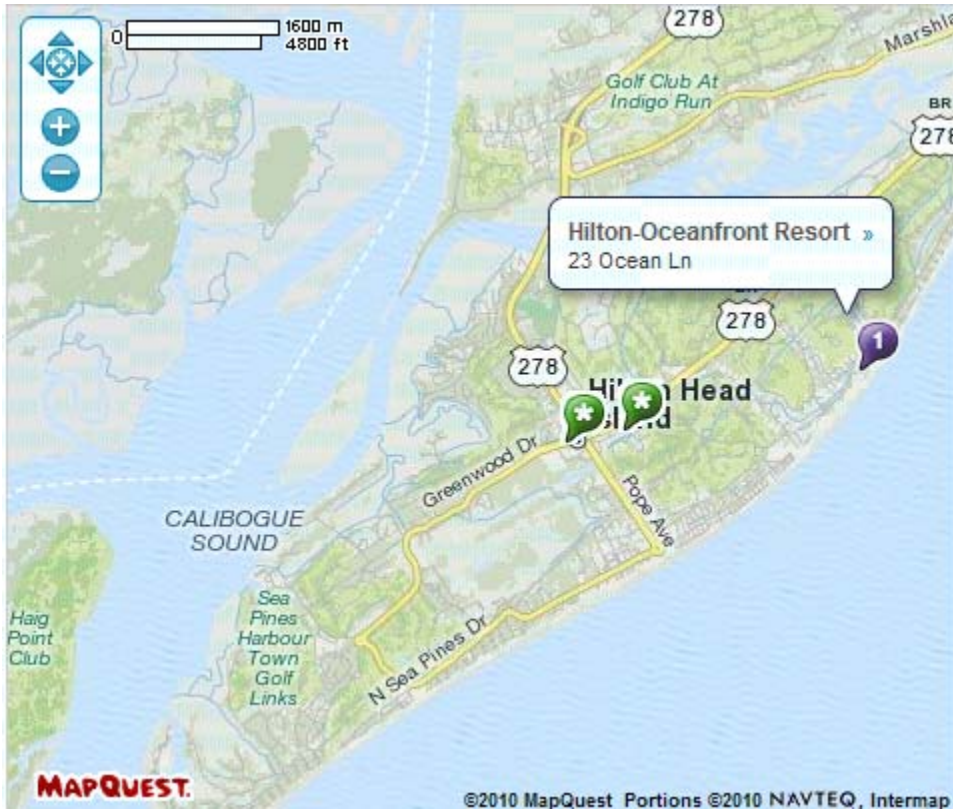 0
1600 m
4800 ft
278
Marshla
Golf Club At
Indigo Run
BR
278
Hilton-Oceanfront Resort »
23 Ocean Ln
278
1
278
Head
Greenwood Dr
Pope Ave
CALIBOGUE
SOUND
Haig
Point
Club
Sea
Pines
Harbour
Town
Golf
Links
N Sea Pines Dr
MAPQUEST.
©2010 MapQuest Portions ©2010 NAVTEQ, Intermap